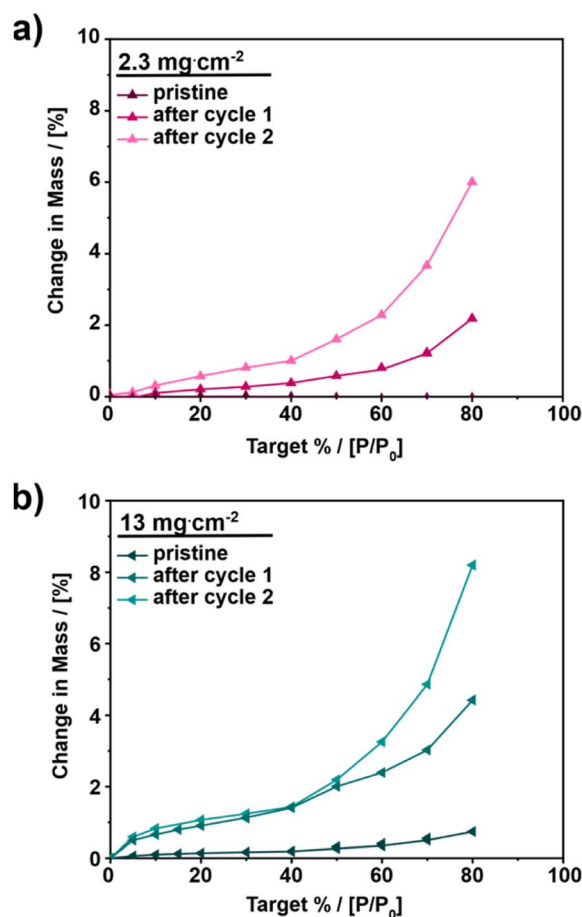 a)
10
2.3 mg·cm⁻²
pristine
after cycle 1
after cycle 2
8
6
4
2
0
Change in Mass / [%]
0 20 40 60 80 100
Target % / [P/P₀]
b)
10
13 mg·cm⁻²
pristine
after cycle 1
after cycle 2
8
6
4
2
0
Change in Mass / [%]
0 20 40 60 80 100
Target % / [P/P₀]